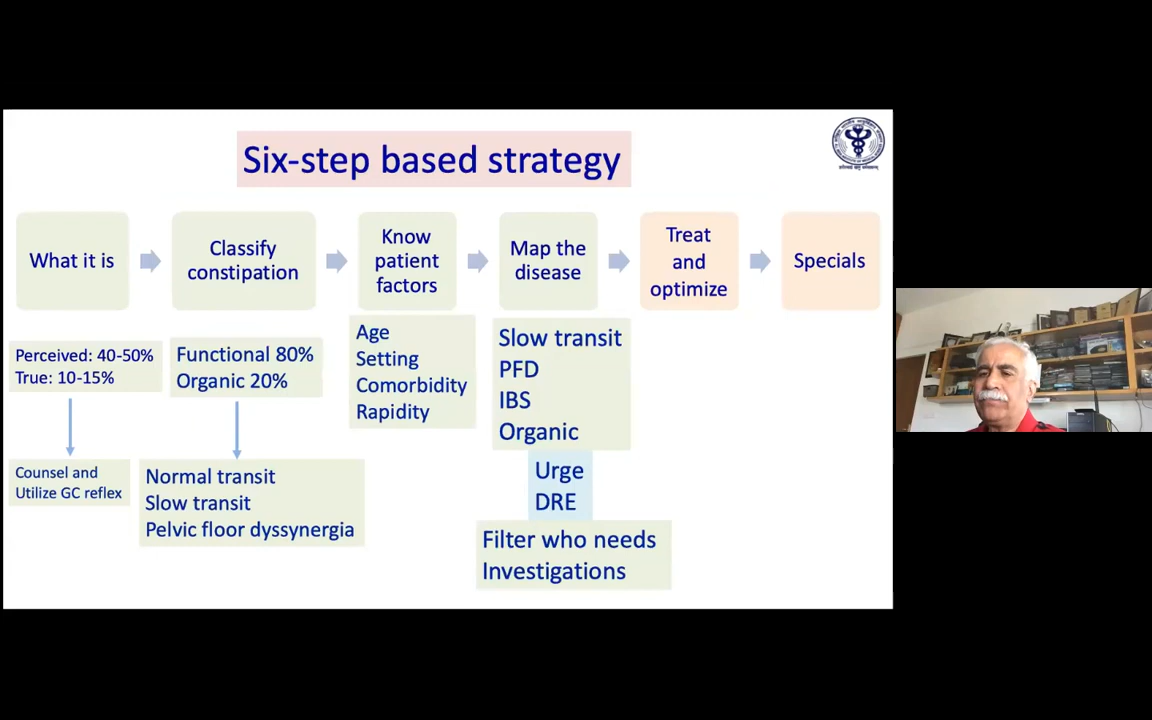 Six-step based strategy
What it is
Classify
constipation
Know
patient
factors
Map the
disease
Treat
and
optimize
Specials
Perceived: 40-50%
True: 10-15%
Counsel and
Utilize GC reflex
Functional 80%
Organic 20%
Normal transit
Slow transit
Pelvic floor dyssynergia
Age
Setting
Comorbidity
Rapidity
Slow transit
PFD
IBS
Organic
Urge
DRE
Filter who needs
Investigations